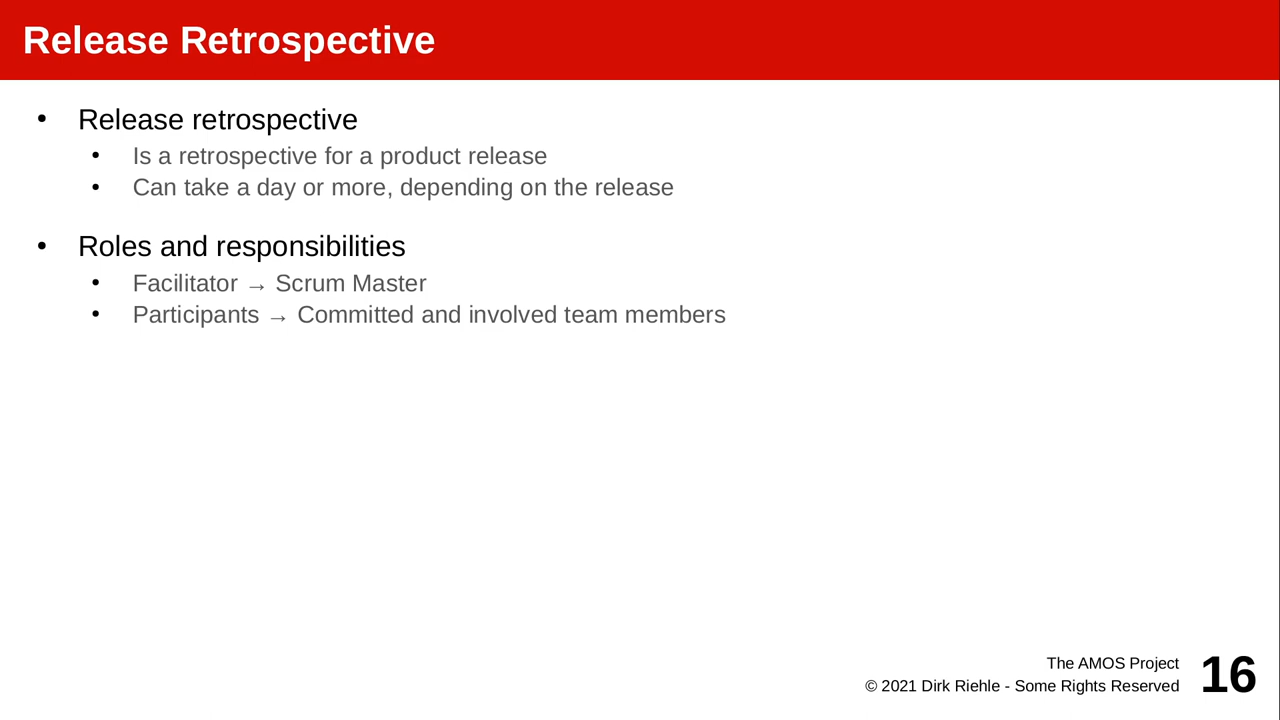 Release Retrospective
• Release retrospective
• Is a retrospective for a product release
• Can take a day or more, depending on the release
• Roles and responsibilities
• Facilitator → Scrum Master
• Participants → Committed and involved team members
The AMOS Project
© 2021 Dirk Riehle - Some Rights Reserved
16